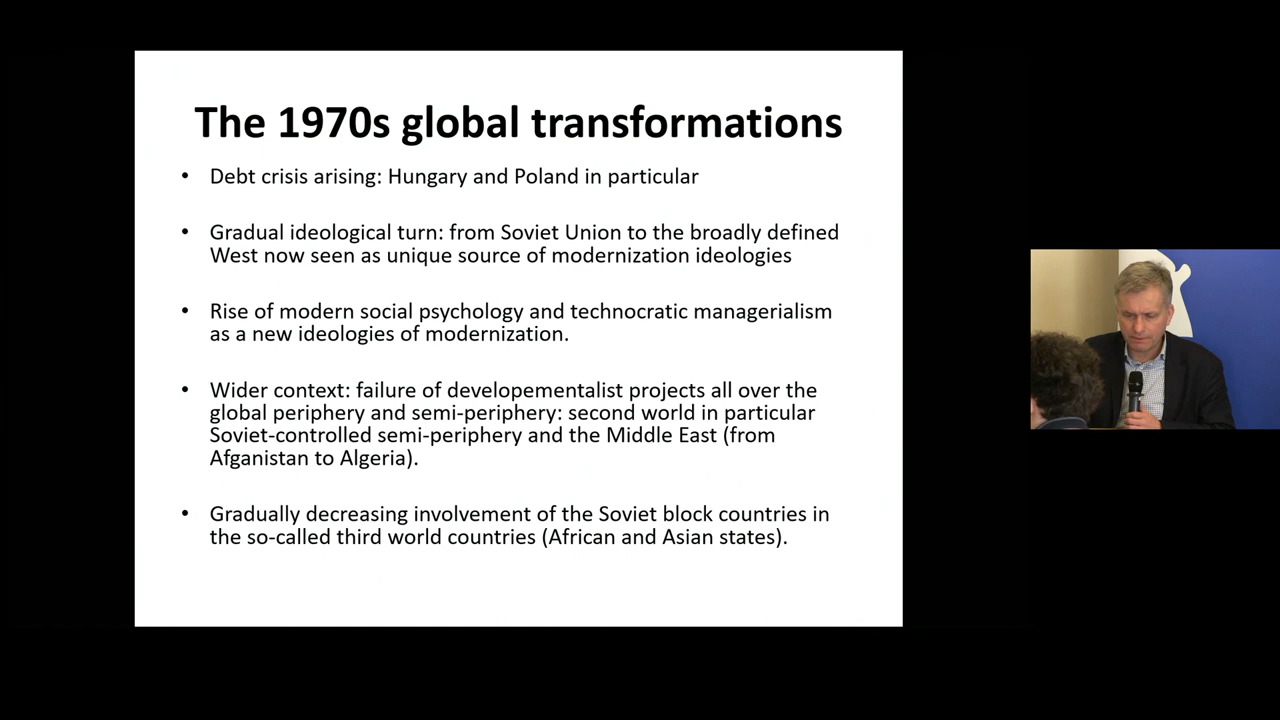 The 1970s global transformations
• Debt crisis arising: Hungary and Poland in particular
• Gradual ideological turn: from Soviet Union to the broadly defined
West now seen as unique source of modernization ideologies
• Rise of modern social psychology and technocratic managerialism
as a new ideologies of modernization.
• Wider context: failure of developementalist projects all over the
global periphery and semi-periphery: second world in particular
Soviet-controlled semi-periphery and the Middle East (from
Afganistan to Algeria).
• Gradually decreasing involvement of the Soviet block countries in
the so-called third world countries (African and Asian states).